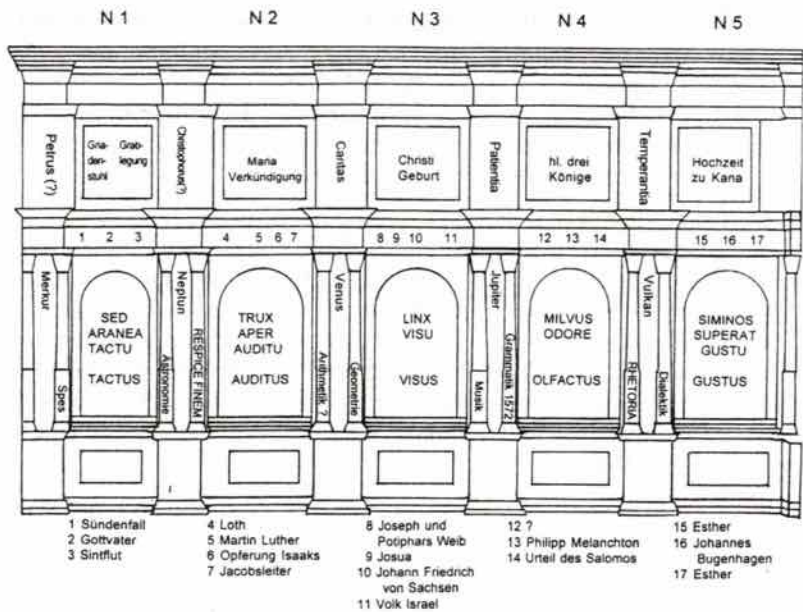 N 1 N 2 N 3 N 4 N 5
Petrus (?)
Gna- Grab-
den- legung
stuhl
Christophorus(?)
Maria
Verkündigung
Caritas
Christi
Geburt
Patientia
hl. drei
Könige
Temperantia
Hochzeit
zu Kana
1 2 3 4 5 6 7 8 9 10 11 12 13 14 15 16 17
Merkur
Spes
SED
ARANEA
TACTU
TACTUS
Astronomie
Neptun
RESPICE FINEM
TRUX
APER
AUDITU
AUDITUS
Arithmetik ?
Venus
Geometrie
LINX
VISU
VISUS
Musik
Jupiter
Grammatik 1572
MILVUS
ODORE
OLFACTUS
RHETORIA
Vulkan
Dialektik
SIMINOS
SUPERAT
GUSTU
GUSTUS
1 Sündenfall
2 Gottvater
3 Sintflut
4 Loth
5 Martin Luther
6 Opferung Isaaks
7 Jacobsleiter
8 Joseph und
Potiphars Weib
9 Josua
10 Johann Friedrich
von Sachsen
11 Volk Israel
12 ?
13 Philipp Melanchton
14 Urteil des Salomos
15 Esther
16 Johannes
Bugenhagen
17 Esther